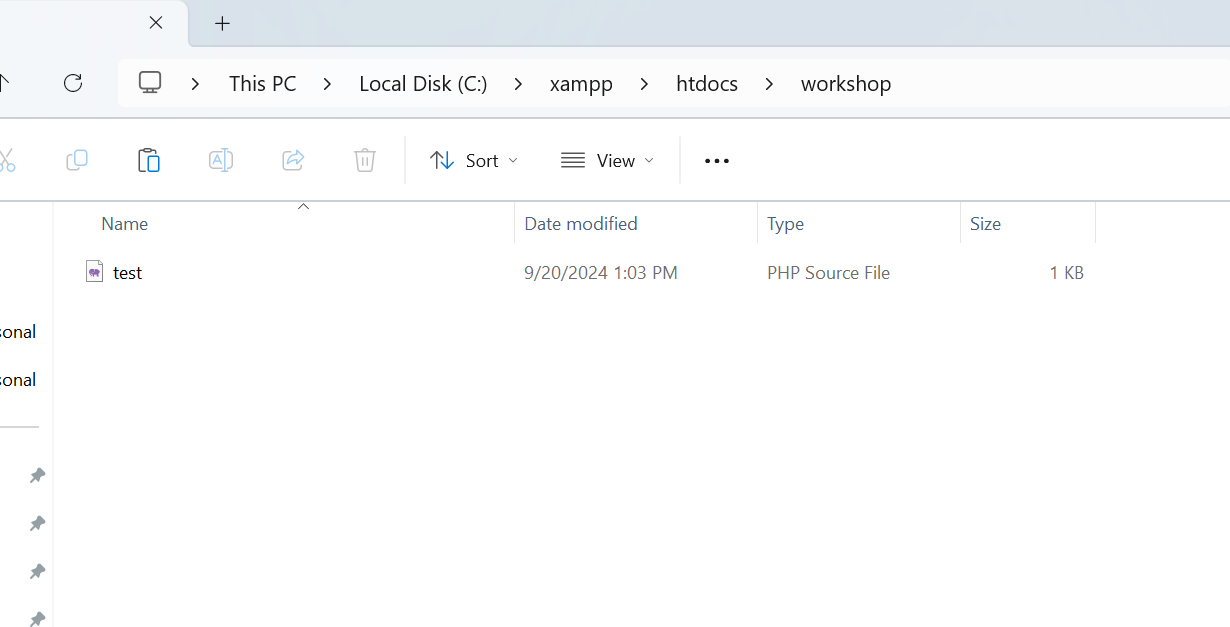 This PC > Local Disk (C:) > xampp > htdocs > workshop
Sort View
Name Date modified Type Size
test 9/20/2024 1:03 PM PHP Source File 1 KB
sonal
sonal